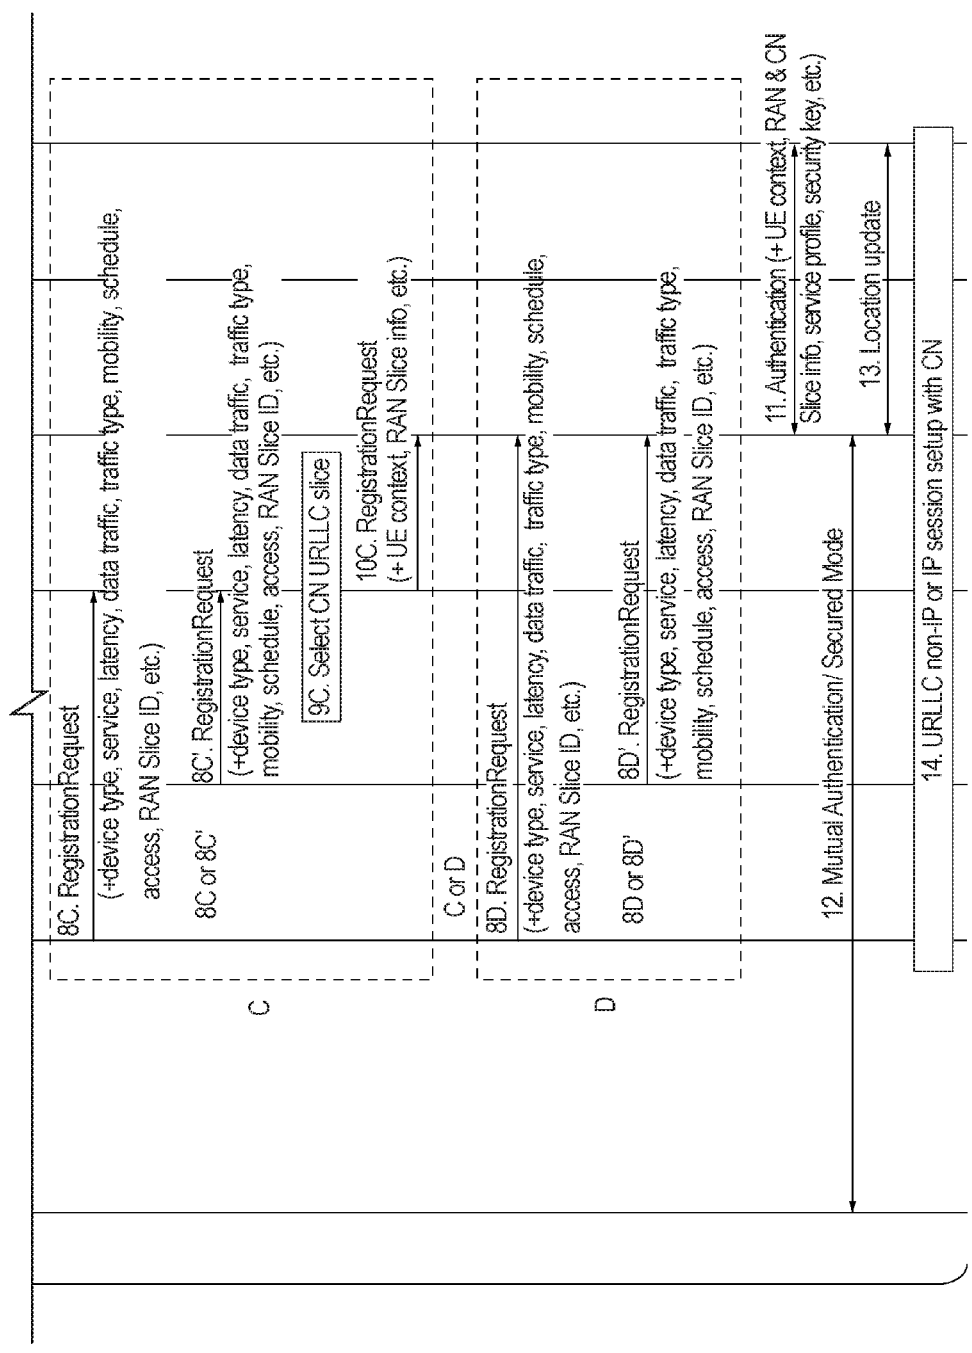 8C. RegistrationRequest
(+device type, service, latency, data traffic, traffic type, mobility, schedule,
access, RAN Slice ID, etc.)
8C or 8C'
8C'. RegistrationRequest
(+device type, service, latency, data traffic, traffic type,
mobility, schedule, access, RAN Slice ID, etc.)
9C. Select CN URLLC slice
10C. RegistrationRequest
(+ UE context, RAN Slice info, etc.)
C
C or D
8D. RegistrationRequest
(+device type, service, latency, data traffic, traffic type, mobility, schedule,
access, RAN Slice ID, etc.)
8D or 8D'
8D'. RegistrationRequest
(+device type, service, latency, data traffic, traffic type,
mobility, schedule, access, RAN Slice ID, etc.)
D
11. Authentication (+ UE context, RAN & CN
Slice info, service profile, security key, etc.)
12. Mutual Authentication/ Secured Mode
13. Location update
14. URLLC non-IP or IP session setup with CN